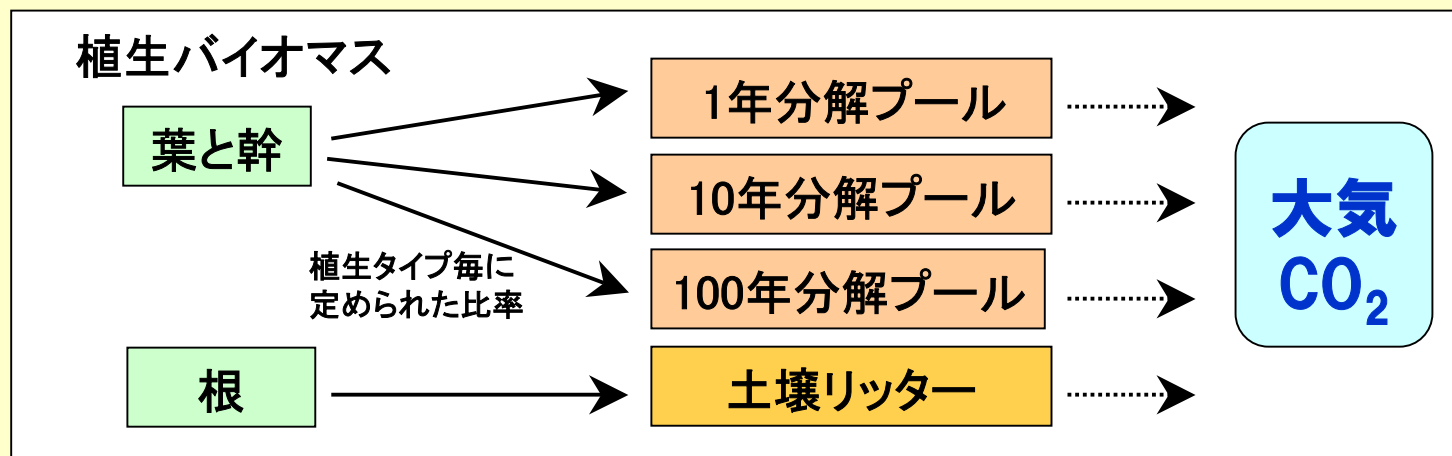 植生バイオマス
葉と幹
1年分解プール
10年分解プール
100年分解プール
植生タイプ毎に
定められた比率
根
土壌リッター
大気
CO₂